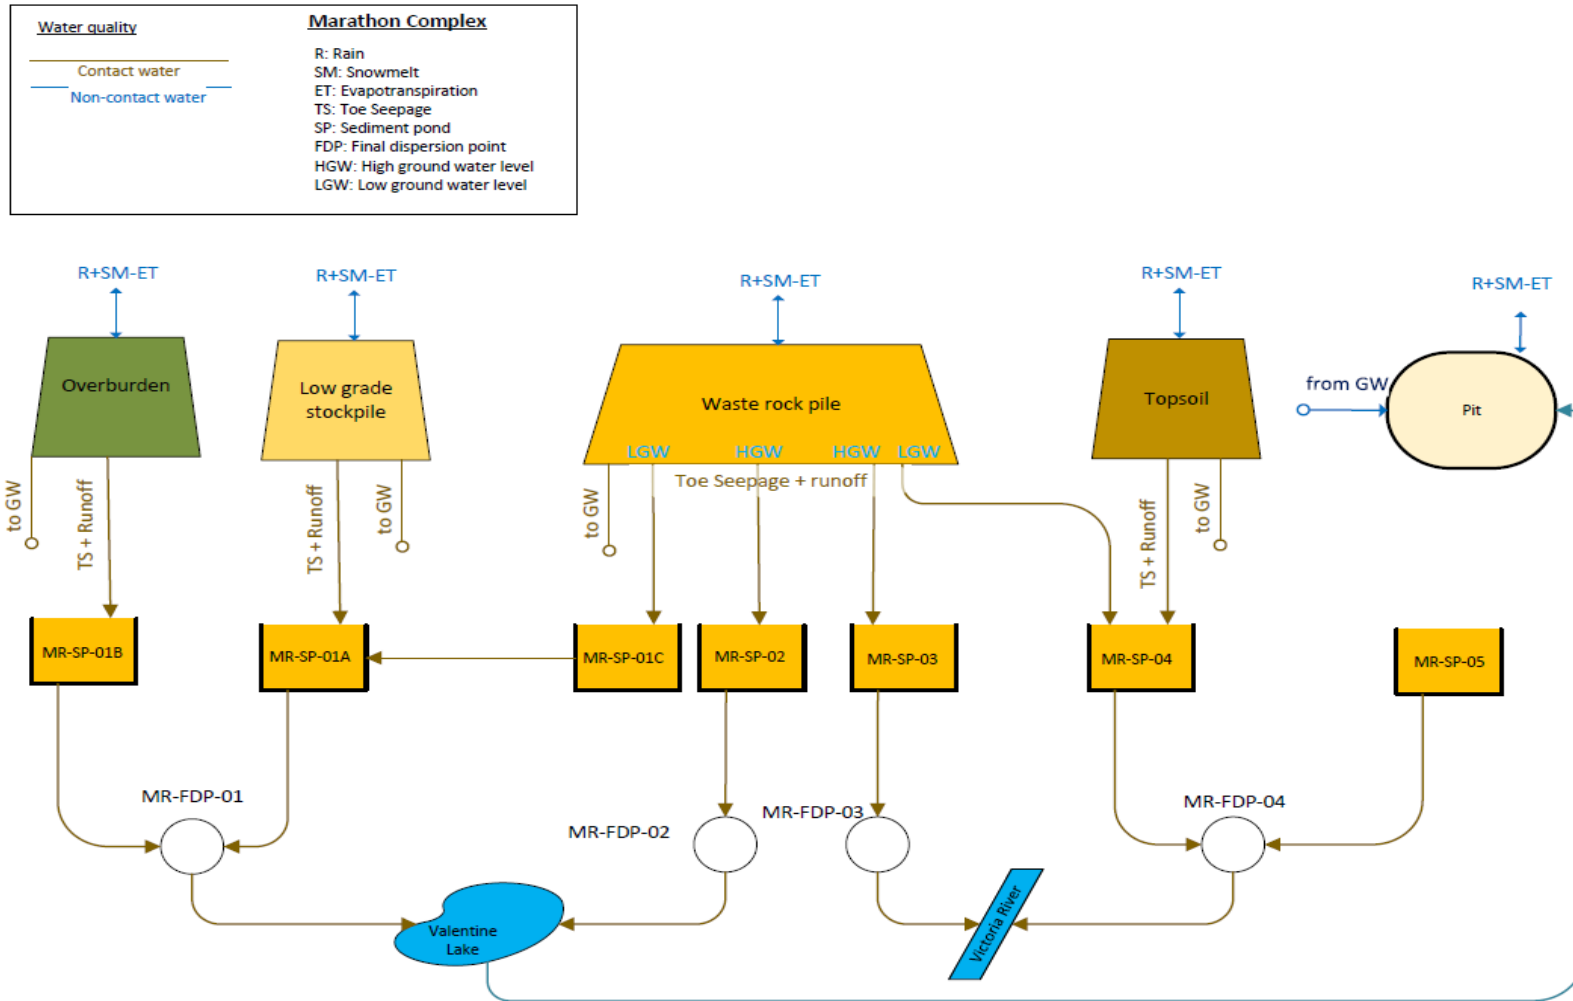 Water quality
Contact water
Non-contact water
Marathon Complex
R: Rain
SM: Snowmelt
ET: Evapotranspiration
TS: Toe Seepage
SP: Sediment pond
FDP: Final dispersion point
HGW: High ground water level
LGW: Low ground water level
R+SM-ET
R+SM-ET
R+SM-ET
R+SM-ET
R+SM-ET
Overburden
Low grade
stockpile
Waste rock pile
Topsoil
from GW
Pit
LGW
HGW
HGW
LGW
Toe Seepage + runoff
to GW
TS + Runoff
TS + Runoff
to GW
to GW
TS + Runoff
to GW
MR-SP-01B
MR-SP-01A
MR-SP-01C
MR-SP-02
MR-SP-03
MR-SP-04
MR-SP-05
MR-FDP-01
MR-FDP-02
MR-FDP-03
MR-FDP-04
Valentine
Lake
Victoria River